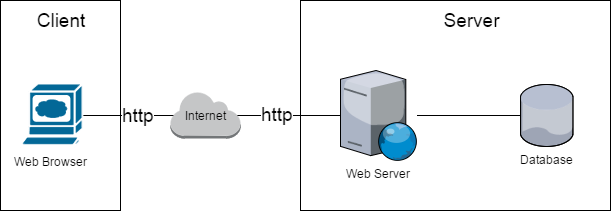 Client
Server
http
Internet
http
Web Browser
Web Server
Database